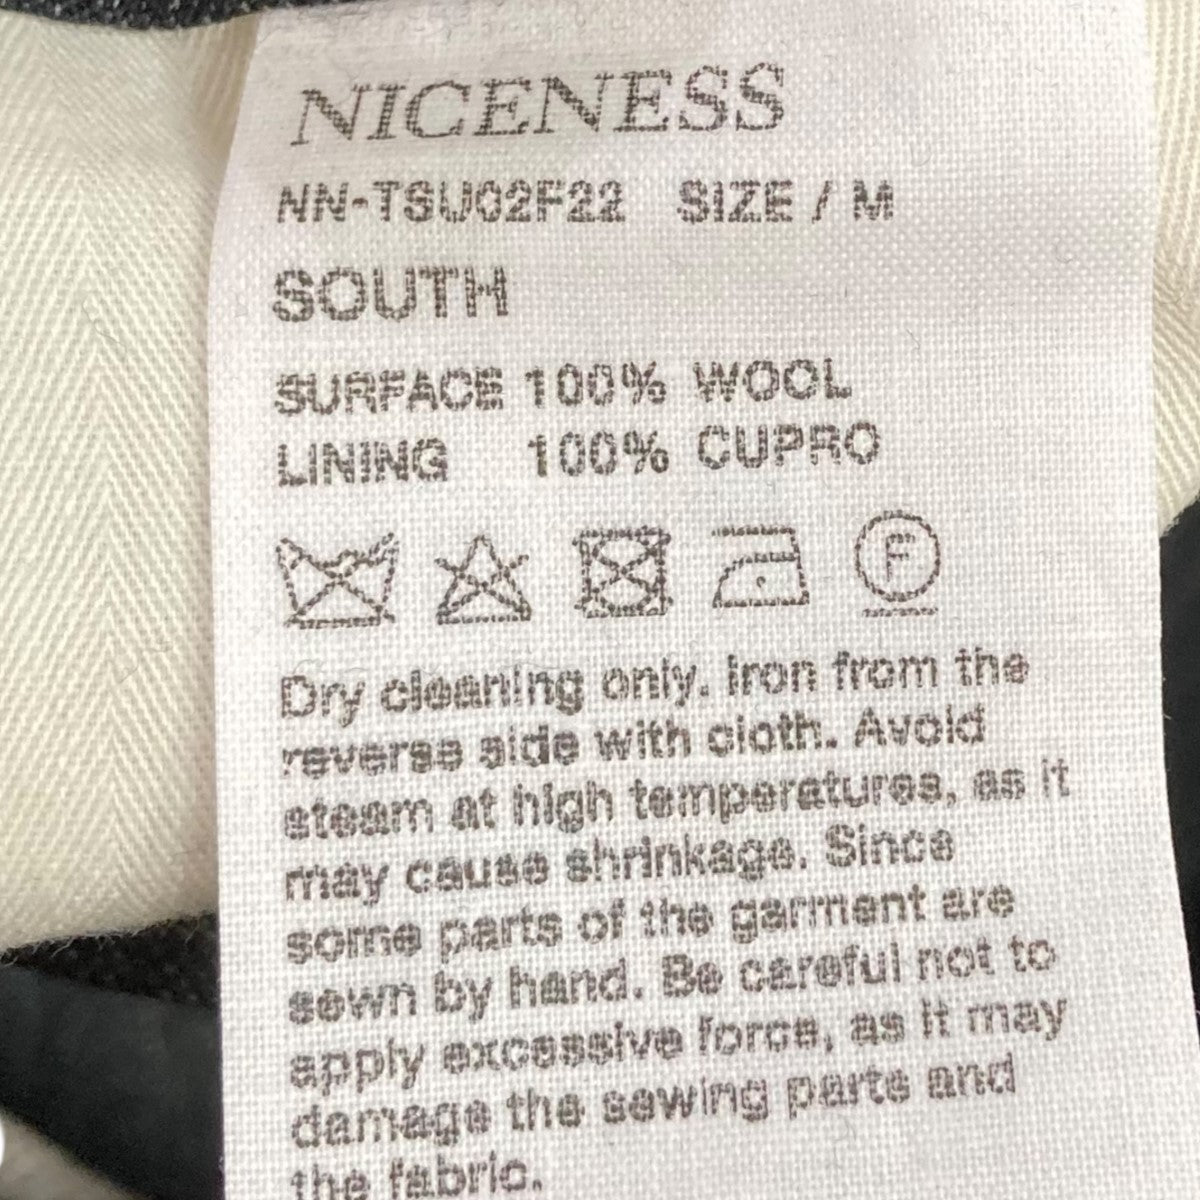 NICENESS
NN-TSU02F22 SIZE / M
SOUTH
SURFACE 100% WOOL
LINING 100% CUPRO
F
Dry cleaning only. Iron from the
reverse side with cloth. Avoid
steam at high temperatures, as it
may cause shrinkage. Since
some parts of the garment are
sewn by hand. Be careful not to
apply excessive force, as it may
damage the sewing parts and
the fabric.